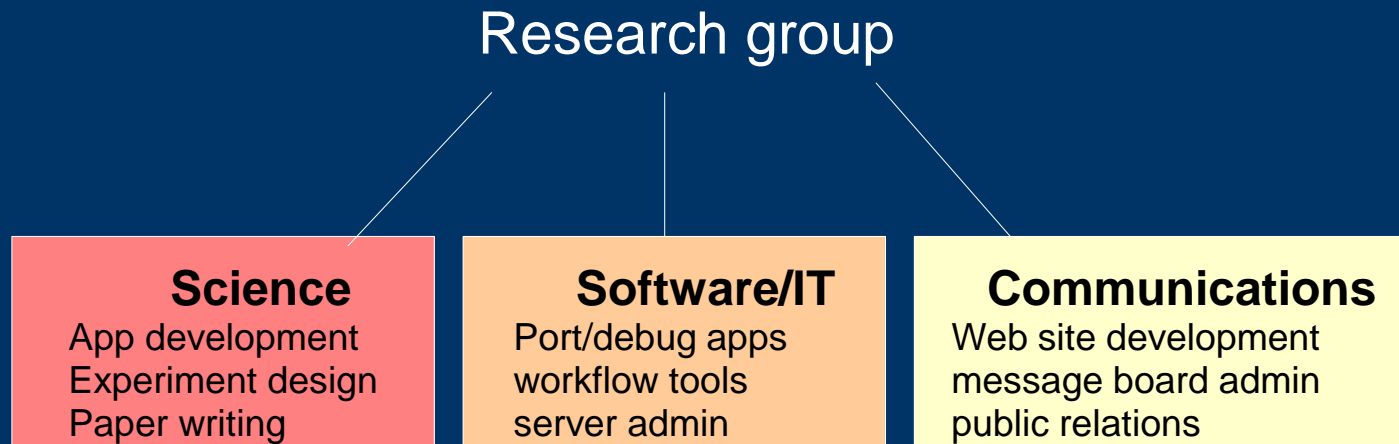 Research group
Science
App development
Experiment design
Paper writing
Software/IT
Port/debug apps
workflow tools
server admin
Communications
Web site development
message board admin
public relations